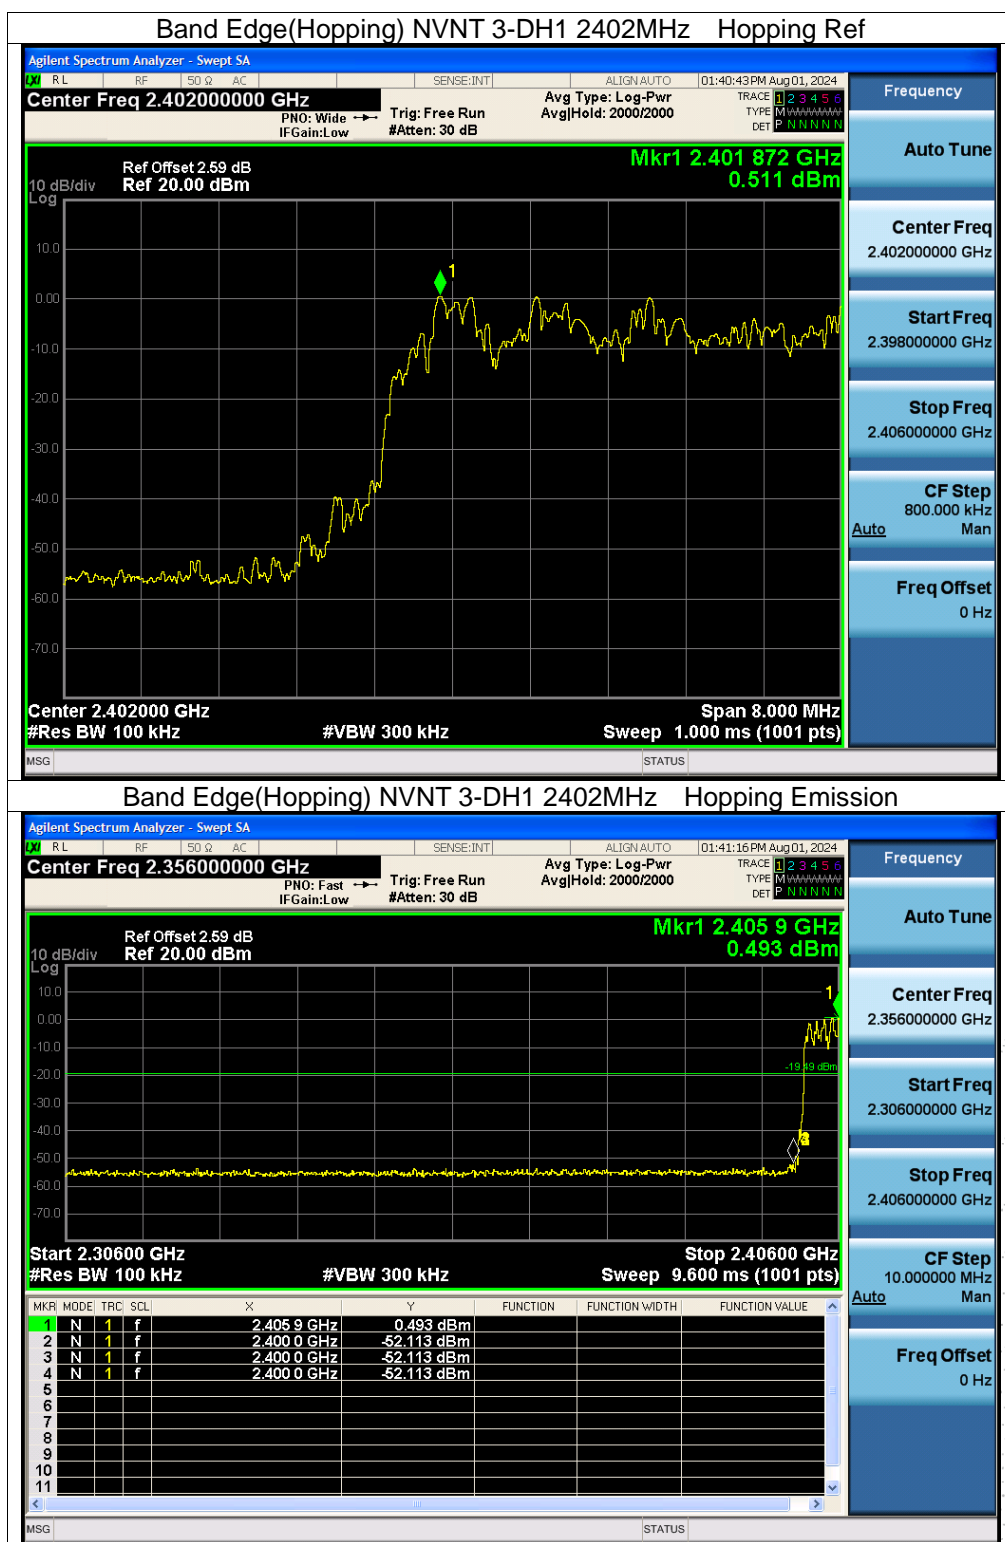 Band Edge(Hopping) NVNT 3-DH1 2402MHz Hopping Ref
Agilent Spectrum Analyzer - Swept SA
LXI RL RF 50 Ω AC SENSE:INT ALIGNAUTO 01:40:43PM Aug01, 2024
Center Freq 2.402000000 GHz
PNO: Wide
IFGain:Low
Trig: Free Run
#Atten: 30 dB
Avg Type: Log-Pwr
Avg|Hold: 2000/2000
TRACE 1 2 3 4 5 6
TYPE M WWWWW
DET P N N N N N
Frequency
Auto Tune
Center Freq
2.402000000 GHz
Start Freq
2.398000000 GHz
Stop Freq
2.406000000 GHz
CF Step
800.000 kHz
Auto Man
Freq Offset
0 Hz
Mkr1 2.401 872 GHz
0.511 dBm
Ref Offset 2.59 dB
10 dB/div Ref 20.00 dBm
Log
10.0
0.00
-10.0
-20.0
-30.0
-40.0
-50.0
-60.0
-70.0
1
Center 2.402000 GHz Span 8.000 MHz
#Res BW 100 kHz #VBW 300 kHz Sweep 1.000 ms (1001 pts)
MSG STATUS
Band Edge(Hopping) NVNT 3-DH1 2402MHz Hopping Emission
Agilent Spectrum Analyzer - Swept SA
LXI RL RF 50 Ω AC SENSE:INT ALIGNAUTO 01:41:16PM Aug01, 2024
Center Freq 2.356000000 GHz
PNO: Fast
IFGain:Low
Trig: Free Run
#Atten: 30 dB
Avg Type: Log-Pwr
Avg|Hold: 2000/2000
TRACE 1 2 3 4 5 6
TYPE M WWWWW
DET P N N N N N
Frequency
Auto Tune
Center Freq
2.356000000 GHz
Start Freq
2.306000000 GHz
Stop Freq
2.406000000 GHz
CF Step
10.000000 MHz
Auto Man
Freq Offset
0 Hz
Mkr1 2.405 9 GHz
0.493 dBm
Ref Offset 2.59 dB
10 dB/div Ref 20.00 dBm
Log
10.0
0.00
-10.0
-20.0
-30.0
-40.0
-50.0
-60.0
-70.0
1
-19.49 dBm
Start 2.30600 GHz Stop 2.40600 GHz
#Res BW 100 kHz #VBW 300 kHz Sweep 9.600 ms (1001 pts)
MKR MODE TRC SCL X Y FUNCTION FUNCTION WIDTH FUNCTION VALUE
1 N 1 f 2.405 9 GHz 0.493 dBm
2 N 1 f 2.400 0 GHz -52.113 dBm
3 N 1 f 2.400 0 GHz -52.113 dBm
4 N 1 f 2.400 0 GHz -52.113 dBm
5
6
7
8
9
10
11
MSG STATUS